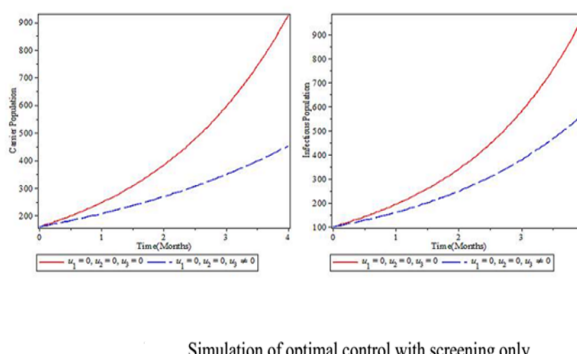 900
800
700
600
500
400
300
200
Carrier Population
0 1 2 3 4
Time(Months)
u1 = 0, u2 = 0, u3 = 0 u1 = 0, u2 = 0, u3 ≠ 0
900
800
700
600
500
400
300
200
100
Infectious Population
0 1 2 3
Time(Months)
u1 = 0, u2 = 0, u3 = 0 u1 = 0, u2 = 0, u3 ≠ 0
Simulation of optimal control with screening only